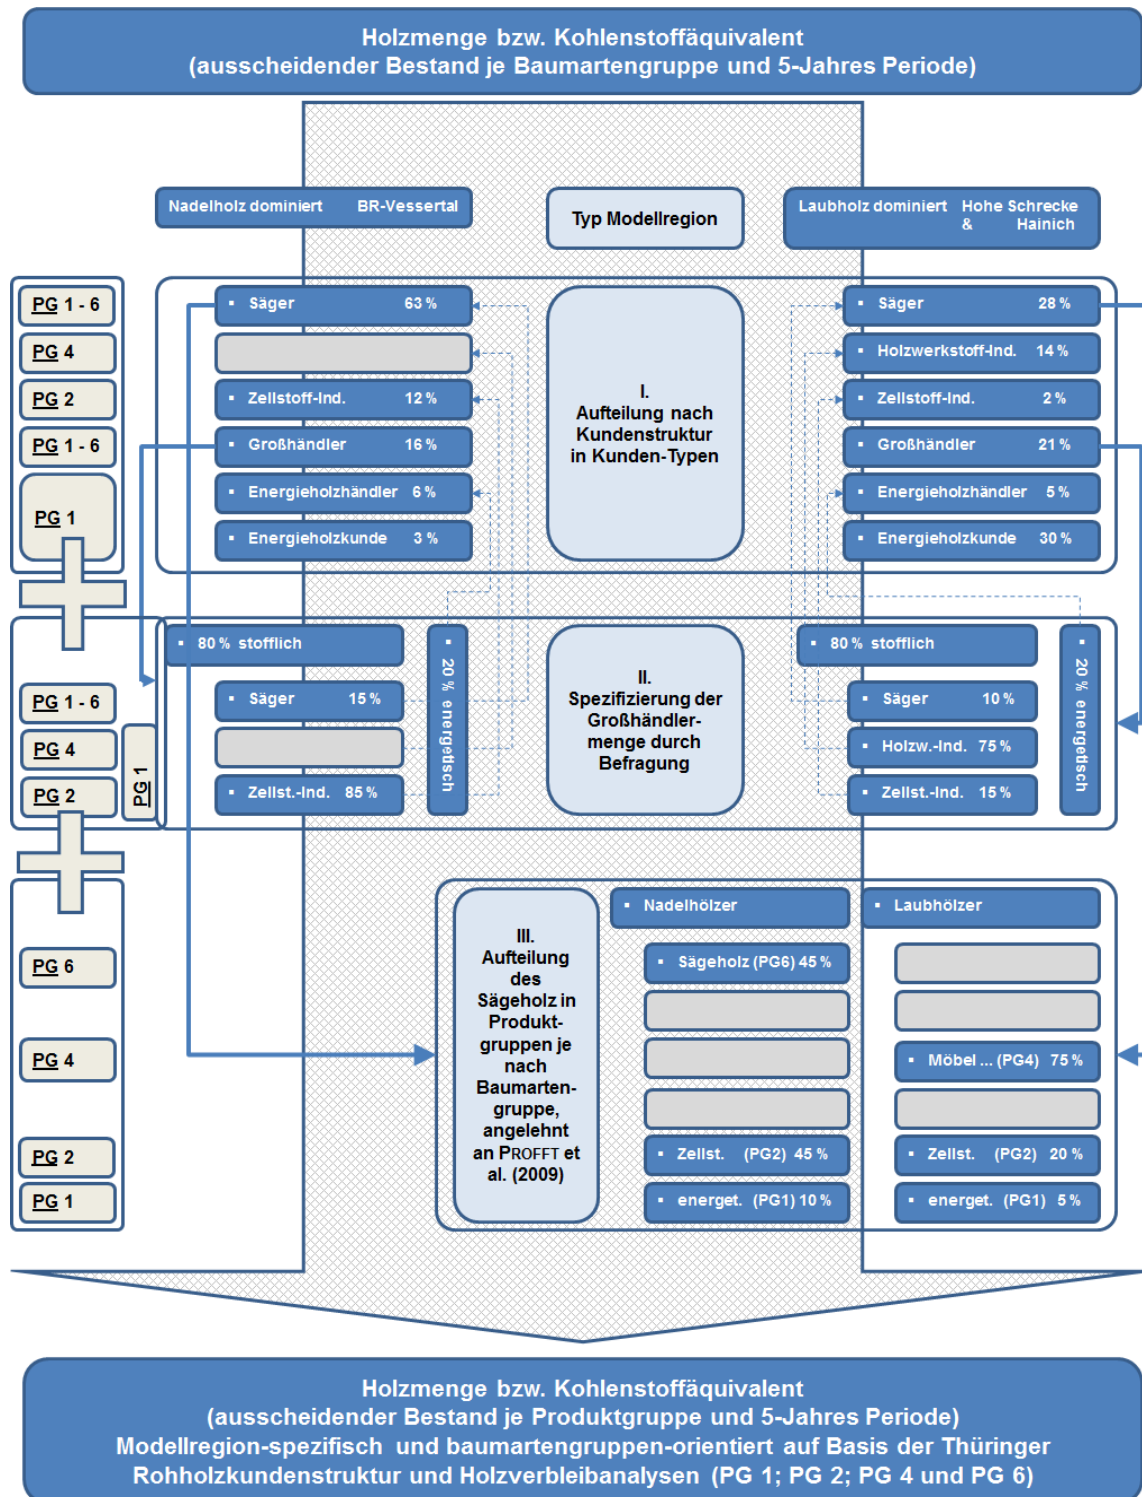 Holzmenge bzw. Kohlenstoffäquivalent
(ausscheidender Bestand je Baumartengruppe und 5-Jahres Periode)
Nadelholz dominiert BR-Vessertal
Typ Modellregion
Laubholz dominiert Hohe Schrecke
& Hainich
PG 1 - 6
PG 4
PG 2
PG 1 - 6
PG 1
▪ Säger 63 %
▪ Zellstoff-Ind. 12 %
▪ Großhändler 16 %
▪ Energieholzhändler 6 %
▪ Energieholzkunde 3 %
I.
Aufteilung nach
Kundenstruktur
in Kunden-Typen
▪ Säger 28 %
▪ Holzwerkstoff-Ind. 14 %
▪ Zellstoff-Ind. 2 %
▪ Großhändler 21 %
▪ Energieholzhändler 5 %
▪ Energieholzkunde 30 %
PG 1 - 6
PG 4
PG 2
PG 1
▪ 80 % stofflich
▪ Säger 15 %
▪ Zellst.-Ind. 85 %
▪ 20 % energetisch
II.
Spezifizierung der
Großhändler-
menge durch
Befragung
▪ 80 % stofflich
▪ Säger 10 %
▪ Holzw.-Ind. 75 %
▪ Zellst.-Ind. 15 %
▪ 20 % energetisch
PG 6
PG 4
PG 2
PG 1
III.
Aufteilung
des
Sägeholz in
Produkt-
gruppen je
nach
Baumarten-
gruppe,
angelehnt
an PROFFT et
al. (2009)
▪ Nadelhölzer
▪ Sägeholz (PG6) 45 %
▪ Zellst. (PG2) 45 %
▪ energet. (PG1) 10 %
▪ Laubhölzer
▪ Möbel ... (PG4) 75 %
▪ Zellst. (PG2) 20 %
▪ energet. (PG1) 5 %
Holzmenge bzw. Kohlenstoffäquivalent
(ausscheidender Bestand je Produktgruppe und 5-Jahres Periode)
Modellregion-spezifisch und baumartengruppen-orientiert auf Basis der Thüringer
Rohholzkundenstruktur und Holzverbleibanalysen (PG 1; PG 2; PG 4 und PG 6)